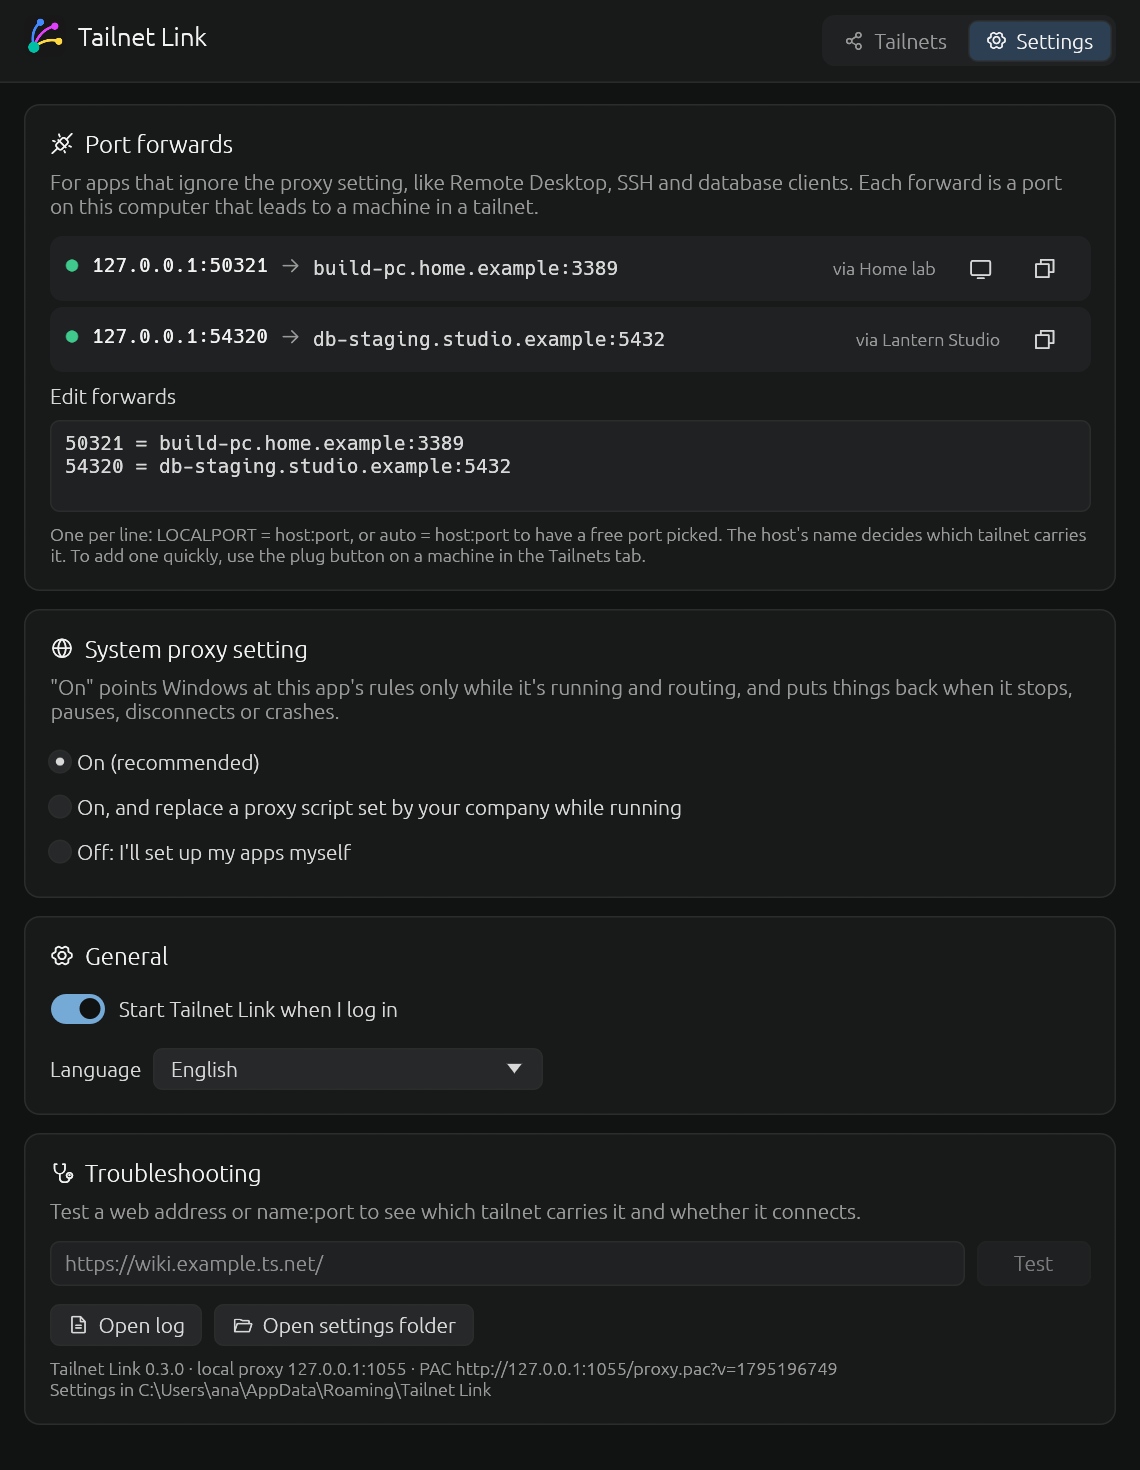 Tailnet Link
Tailnets
Settings
Port forwards
For apps that ignore the proxy setting, like Remote Desktop, SSH and database clients. Each forward is a port
on this computer that leads to a machine in a tailnet.
127.0.0.1:50321 → build-pc.home.example:3389 via Home lab
127.0.0.1:54320 → db-staging.studio.example:5432 via Lantern Studio
Edit forwards
50321 = build-pc.home.example:3389
54320 = db-staging.studio.example:5432
One per line: LOCALPORT = host:port, or auto = host:port to have a free port picked. The host's name decides which tailnet carries
it. To add one quickly, use the plug button on a machine in the Tailnets tab.
System proxy setting
"On" points Windows at this app's rules only while it's running and routing, and puts things back when it stops,
pauses, disconnects or crashes.
On (recommended)
On, and replace a proxy script set by your company while running
Off: I'll set up my apps myself
General
Start Tailnet Link when I log in
Language English
Troubleshooting
Test a web address or name:port to see which tailnet carries it and whether it connects.
https://wiki.example.ts.net/
Test
Open log
Open settings folder
Tailnet Link 0.3.0 · local proxy 127.0.0.1:1055 · PAC http://127.0.0.1:1055/proxy.pac?v=1795196749
Settings in C:\Users\ana\AppData\Roaming\Tailnet Link